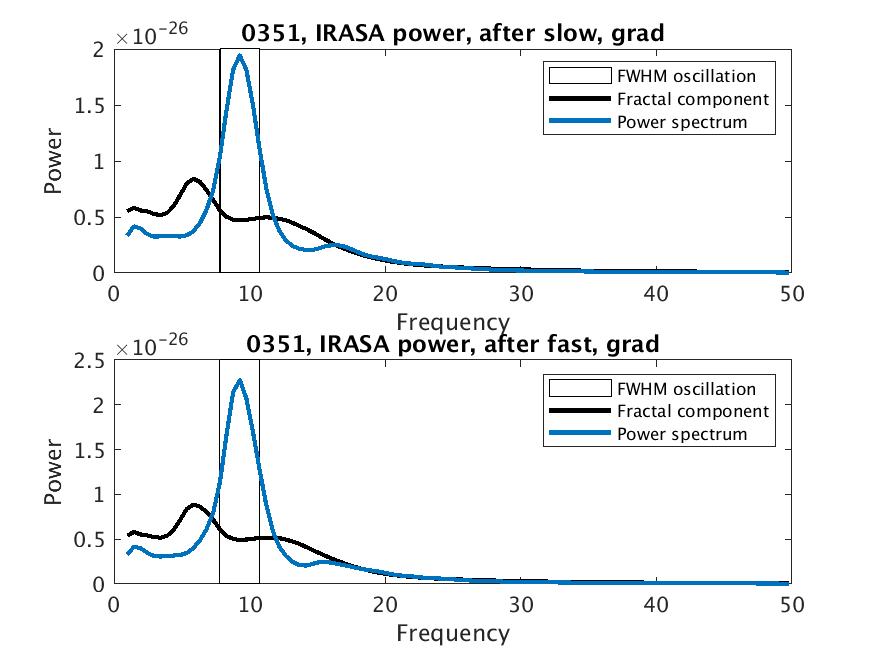 0351, IRASA power, after slow, grad
×10⁻²⁶
2
1.5
1
0.5
0
Power
FWHM oscillation
Fractal component
Power spectrum
0 10 20 30 40 50
Frequency
0351, IRASA power, after fast, grad
×10⁻²⁶
2.5
2
1.5
1
0.5
0
Power
FWHM oscillation
Fractal component
Power spectrum
0 10 20 30 40 50
Frequency